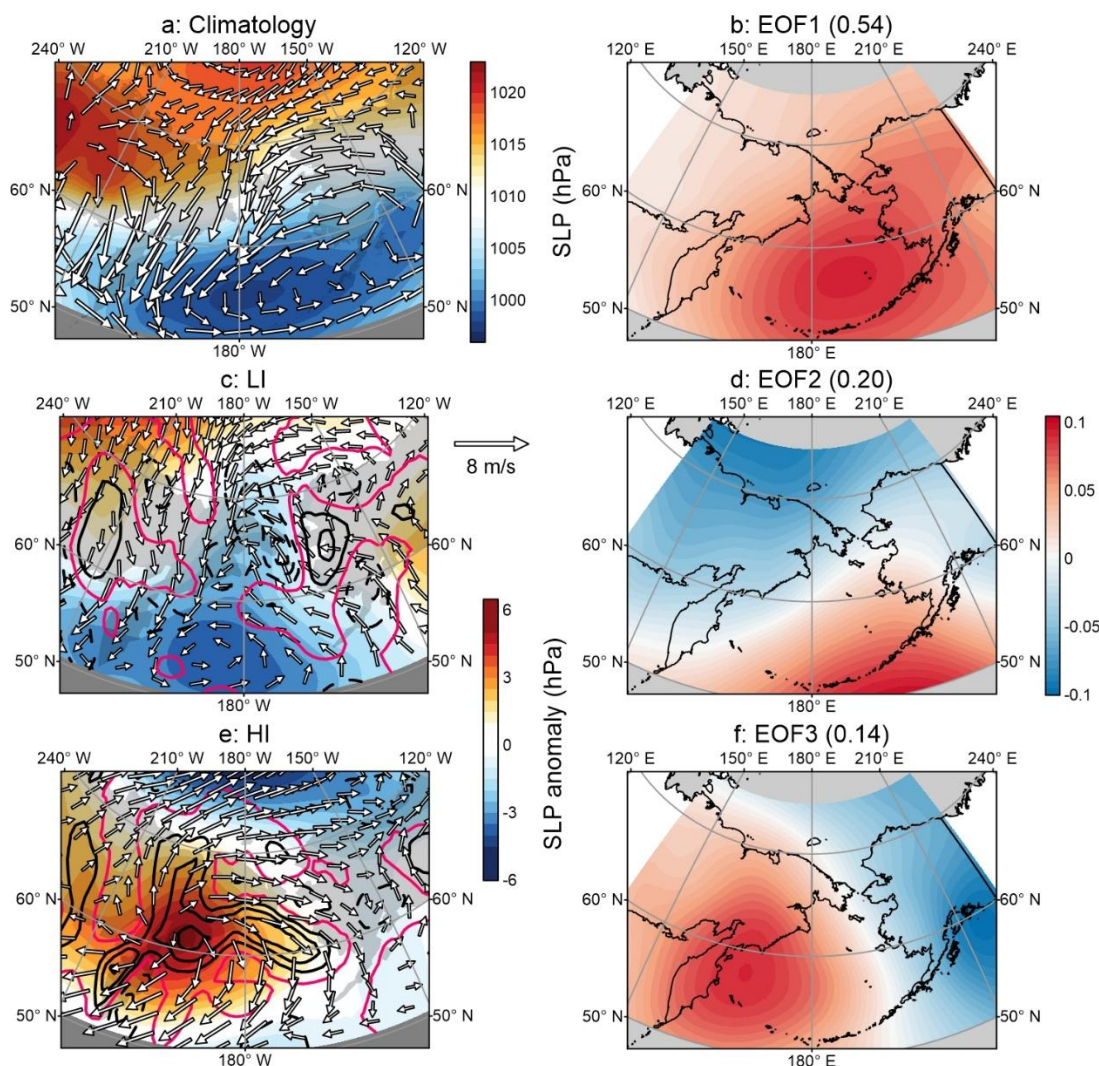 a: Climatology
240° W 210° W 180° W 150° W 120° W
60° N
60° N
50° N
50° N
180° W
1020
1015
1010
1005
1000
SLP (hPa)
b: EOF1 (0.54)
120° E 150° E 180° E 210° E 240° E
60° N
60° N
50° N
50° N
180° E
c: LI
240° W 210° W 180° W 150° W 120° W
60° N
60° N
50° N
50° N
180° W
8 m/s
d: EOF2 (0.20)
120° E 150° E 180° E 210° E 240° E
60° N
60° N
50° N
50° N
180° E
0.1
0.05
0
-0.05
-0.1
e: HI
240° W 210° W 180° W 150° W 120° W
60° N
60° N
50° N
50° N
180° W
6
3
0
-3
-6
SLP anomaly (hPa)
f: EOF3 (0.14)
120° E 150° E 180° E 210° E 240° E
60° N
60° N
50° N
50° N
180° E